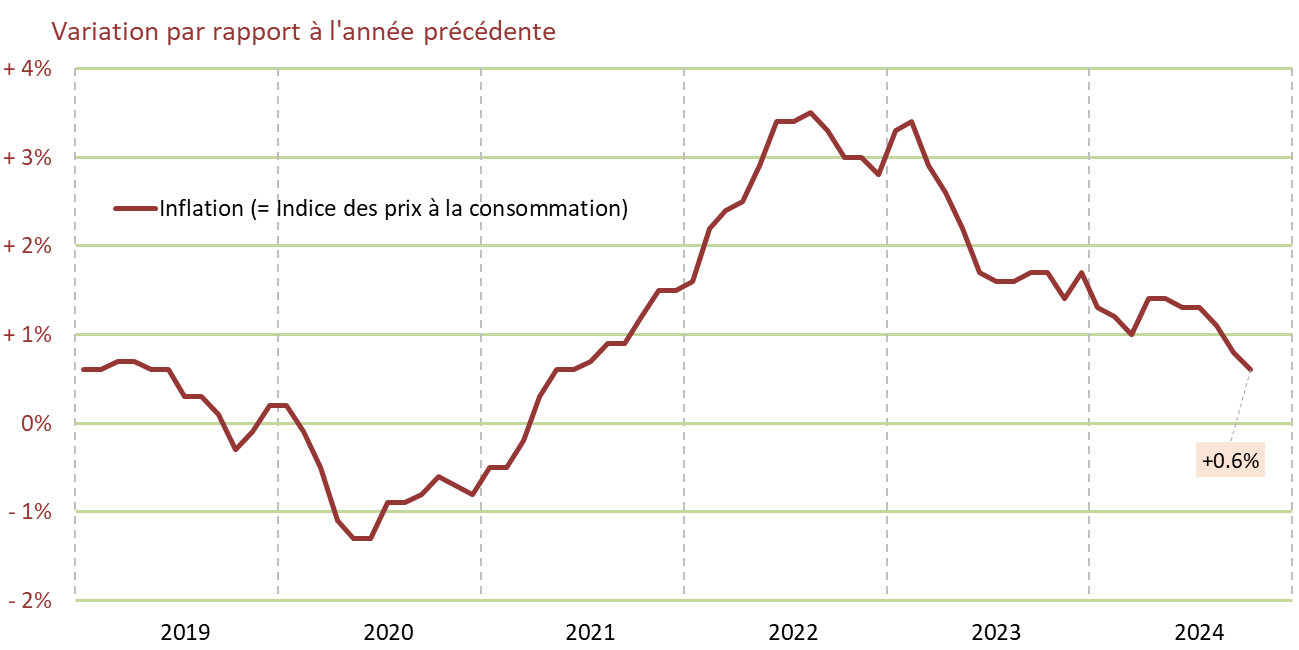 Variation par rapport à l'année précédente
+ 4%
+ 3%
Inflation (= Indice des prix à la consommation)
+ 2%
+ 1%
0%
+0.6%
- 1%
- 2%
2019 2020 2021 2022 2023 2024